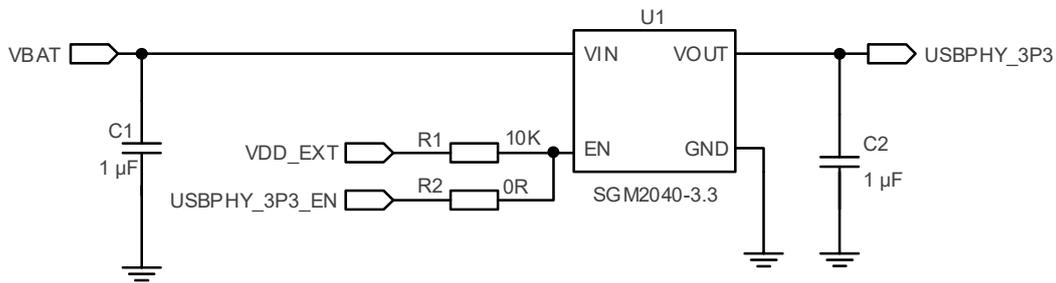 U1
VBAT
VIN
VOUT
USBPHY_3P3
C1
1 µF
VDD_EXT
R1
10K
EN
GND
C2
1 µF
USBPHY_3P3_EN
R2
0R
SGM2040-3.3